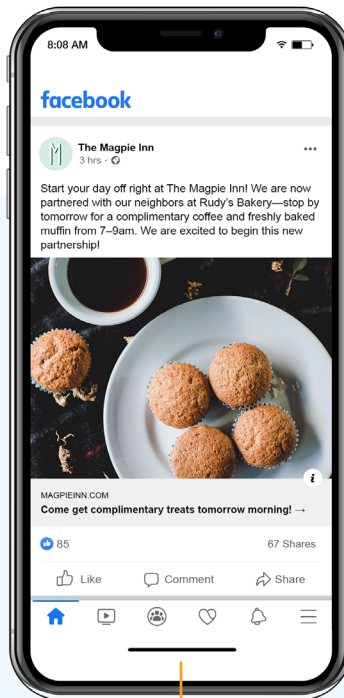 8:08 AM
facebook
The Magpie Inn
3 hrs ·
Start your day off right at The Magpie Inn! We are now
partnered with our neighbors at Rudy's Bakery—stop by
tomorrow for a complimentary coffee and freshly baked
muffin from 7–9am. We are excited to begin this new
partnership!
i
MAGPIEINN.COM
Come get complimentary treats tomorrow morning! →
85
67 Shares
Like
Comment
Share